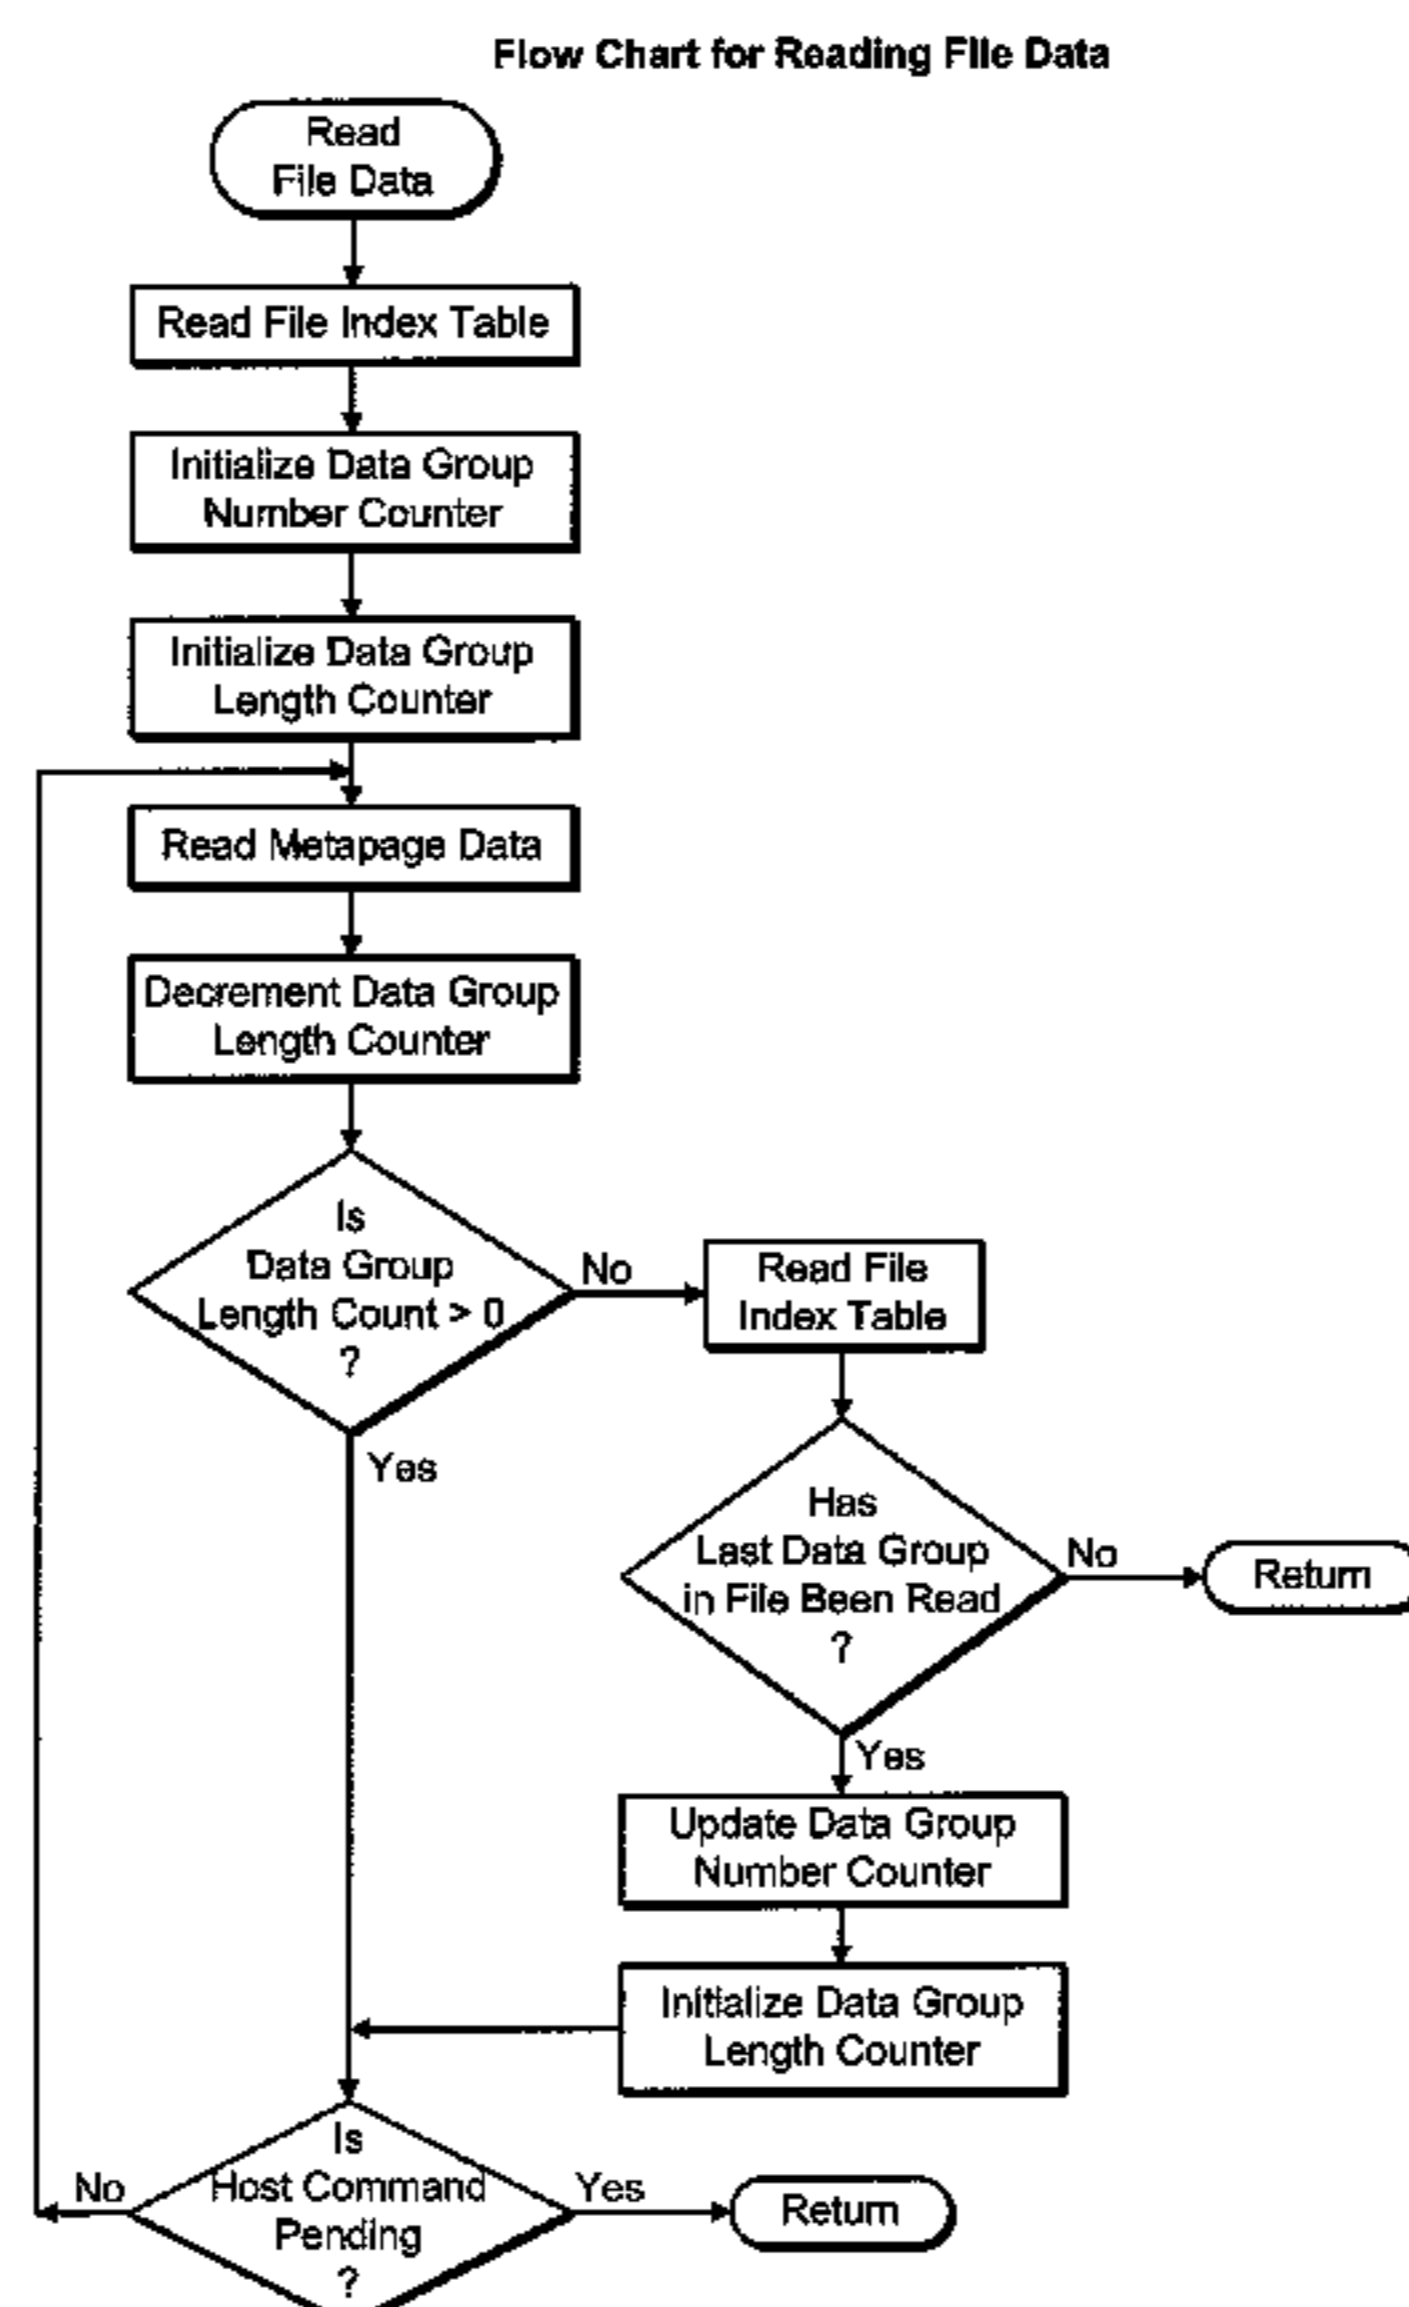 Flow Chart for Reading File Data
Read
File Data
Read File Index Table
Initialize Data Group
Number Counter
Initialize Data Group
Length Counter
Read Metapage Data
Decrement Data Group
Length Counter
Is
Data Group
Length Count > 0
?
No
Read File
Index Table
Yes
Has
Last Data Group
in File Been Read
?
No
Return
Yes
Update Data Group
Number Counter
Initialize Data Group
Length Counter
Is
Host Command
Pending
?
No
Yes
Return